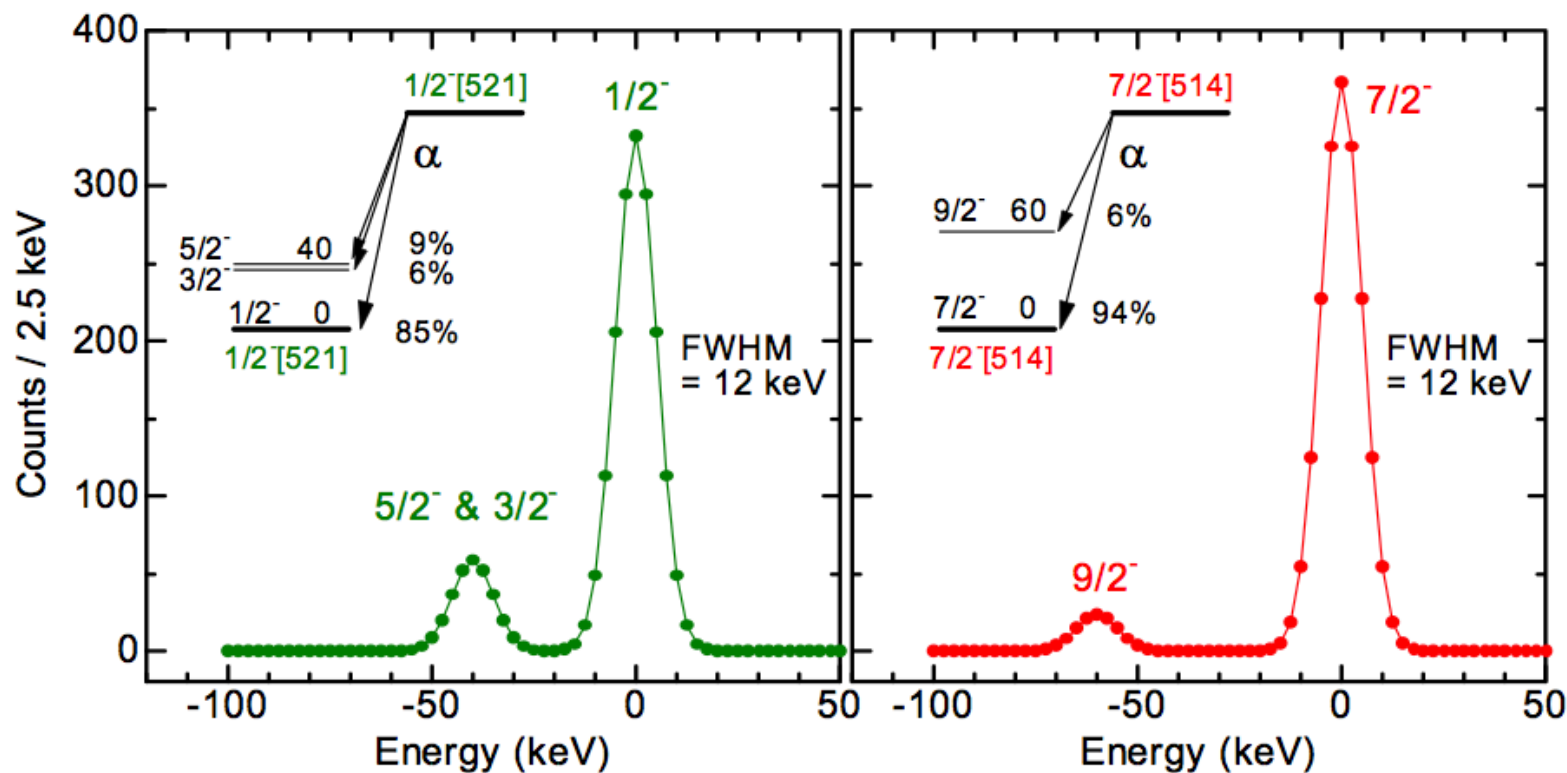 Counts / 2.5 keV
400
300
200
100
0
1/2⁻[521]
1/2⁻
α
5/2⁻ 40 9%
3/2⁻ 6%
1/2⁻ 0 85%
1/2⁻[521]
FWHM
= 12 keV
5/2⁻ & 3/2⁻
-100 -50 0 50
Energy (keV)
7/2⁻[514]
7/2⁻
α
9/2⁻ 60 6%
7/2⁻ 0 94%
7/2⁻[514]
FWHM
= 12 keV
9/2⁻
-100 -50 0 50
Energy (keV)